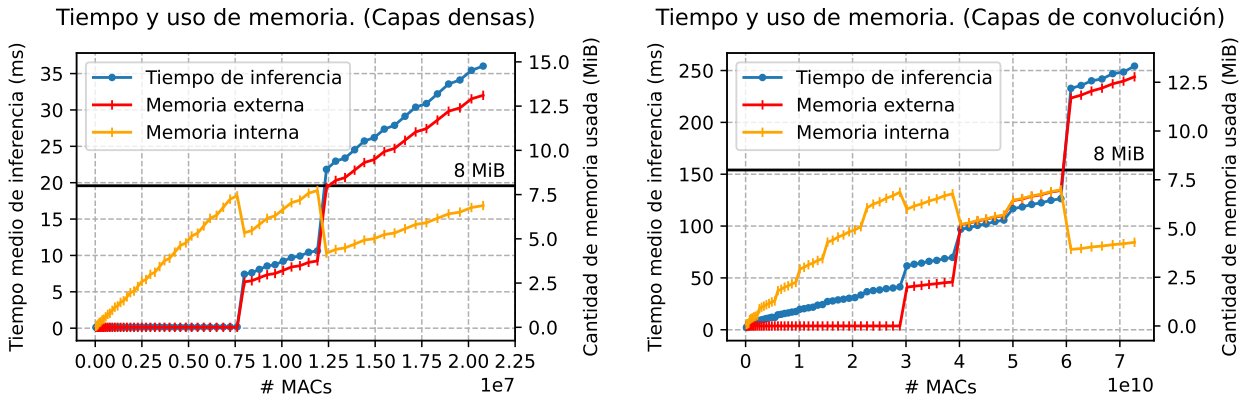 Tiempo y uso de memoria. (Capas densas)
Tiempo medio de inferencia (ms)
35
30
25
20
15
10
5
0
Tiempo de inferencia
Memoria externa
Memoria interna
8 MiB
15.0
12.5
10.0
7.5
5.0
2.5
0.0
Cantidad de memoria usada (MiB)
0.00 0.25 0.50 0.75 1.00 1.25 1.50 1.75 2.00 2.25
# MACs
1e7
Tiempo y uso de memoria. (Capas de convolución)
Tiempo medio de inferencia (ms)
250
200
150
100
50
0
Tiempo de inferencia
Memoria externa
Memoria interna
8 MiB
12.5
10.0
7.5
5.0
2.5
0.0
Cantidad de memoria usada (MiB)
0 1 2 3 4 5 6 7
# MACs
1e10